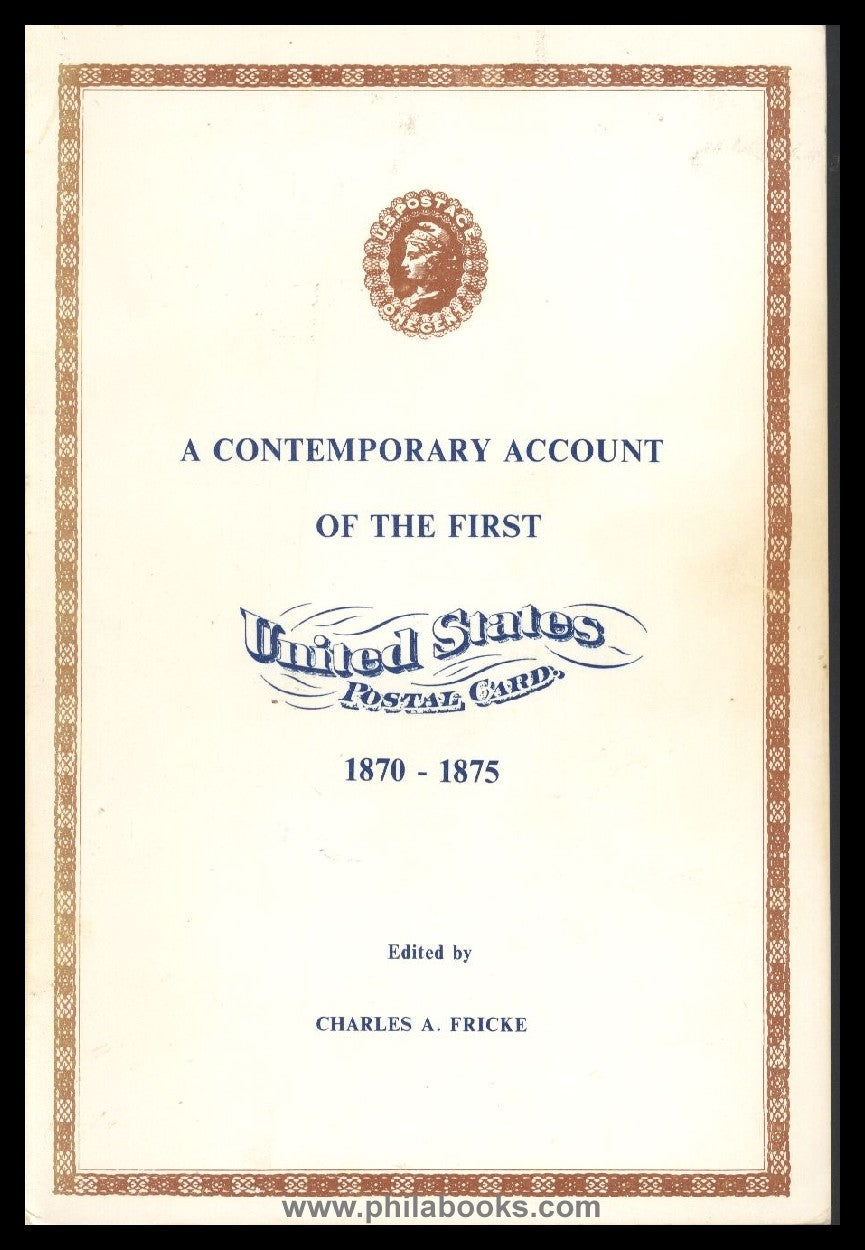 U.S. POSTAGE
ONE CENT
A CONTEMPORARY ACCOUNT
OF THE FIRST
United States
POSTAL CARD.
1870 - 1875
Edited by
CHARLES A. FRICKE
www.philabooks.com